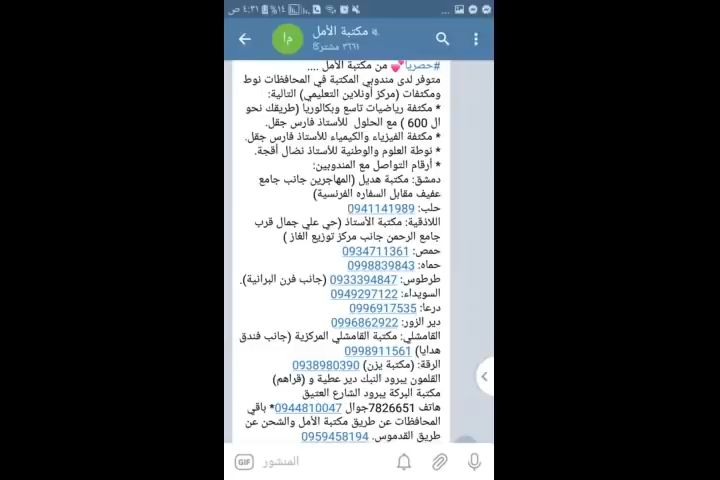 ٤:٣١ ص ١٤%
مكتبة الأمل
٣٦٦١ مشترك
#حصريا💕 من مكتبة الأمل ....
متوفر لدى مندوبي المكتبة في المحافظات نوط
ومكثفات (مركز أونلاين التعليمي) التالية:
* مكثفة رياضيات تاسع وبكالوريا (طريقك نحو
ال 600 ) مع الحلول للأستاذ فارس جقل.
* مكثفة الفيزياء والكيمياء للأستاذ فارس جقل.
* نوطة العلوم والوطنية للأستاذ نضال أقجة.
* أرقام التواصل مع المندوبين:
دمشق: مكتبة هديل (المهاجرين جانب جامع
عفيف مقابل السفاره الفرنسية)
حلب: 0941141989
اللاذقية: مكتبة الأستاذ (حي علي جمال قرب
جامع الرحمن جانب مركز توزيع الغاز )
حمص: 0934711361
حماه: 0998839843
طرطوس: 0933394847 (جانب فرن البرانية).
السويداء: 0949297122
درعا: 0996917535
دير الزور: 0996862922
القامشلي: مكتبة القامشلي المركزية (جانب فندق
هدايا) 0998911561
الرقة: (مكتبة يزن) 0938980390
القلمون يبرود النبك دير عطية و (قراهم)
مكتبة البركة يبرود الشارع العتيق
هاتف 7826651جوال 0944810047* باقي
المحافظات عن طريق مكتبة الأمل والشحن عن
طريق القدموس. 0959458194
المنشور
GIF